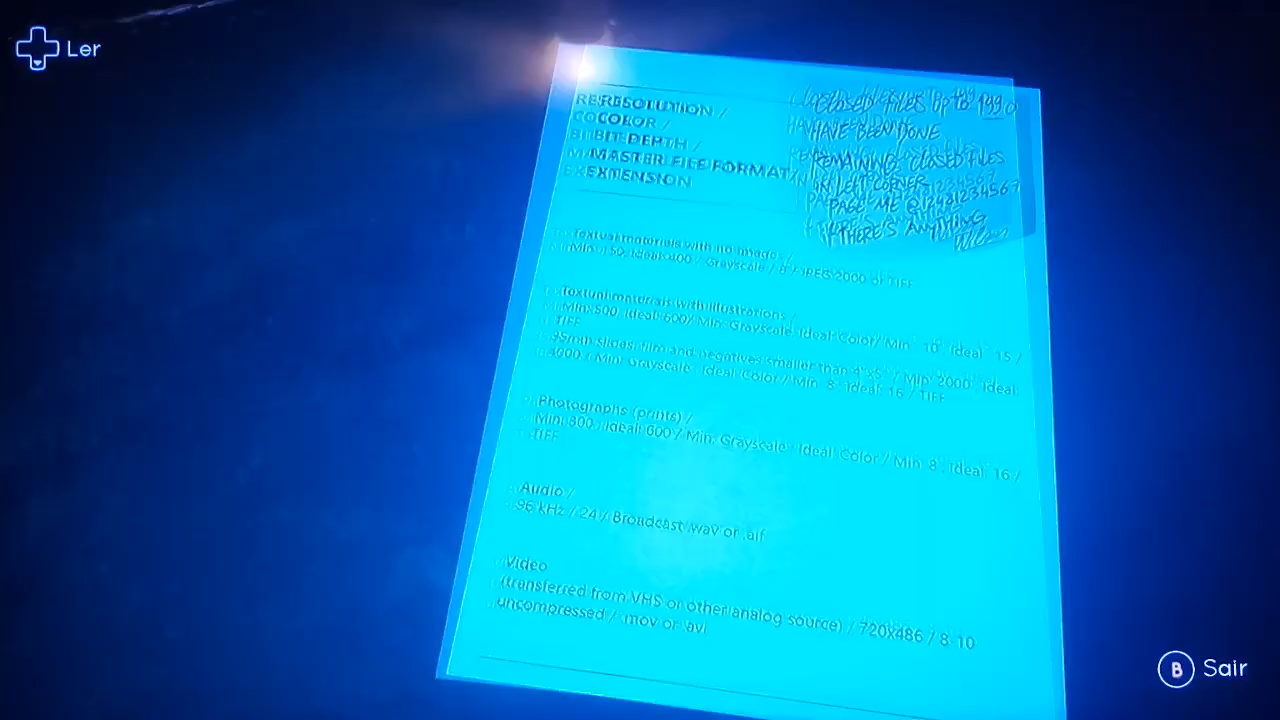 Ler
RESOLUTION /
COLOR /
BIT DEPTH /
MASTER FILE FORMAT/
EXTENSION
CLOSED FILES UP TO 1990
HAVE BEEN DONE
REMAINING CLOSED FILES
IN LEFT CORNER
PAGE ME @1234567
IF THERE'S ANYTHING
Textual materials with no images /
Min: Ideal: 400 / Grayscale / 8 / JPEG 2000 or TIFF
Textual materials with illustrations /
Min: 300, Ideal: 600/ Min: Grayscale, Ideal: Color/ Min: Ideal: /
TIFF
35mm slides, film and negatives smaller than 4"x5" / Min: 2000, Ideal:
3000 / Min: Grayscale, Ideal: Color / Min: 8, Ideal: 16 / TIFF
Photographs (prints) /
Min: 300, Ideal: 600 / Min: Grayscale, Ideal: Color / Min: 8, Ideal: 16 /
TIFF
Audio /
96 kHz / 24 / Broadcast .wav or .aif
Video
(transferred from VHS or other analog source) / 720x486 / 8-10
uncompressed / .mov or .avi
B Sair